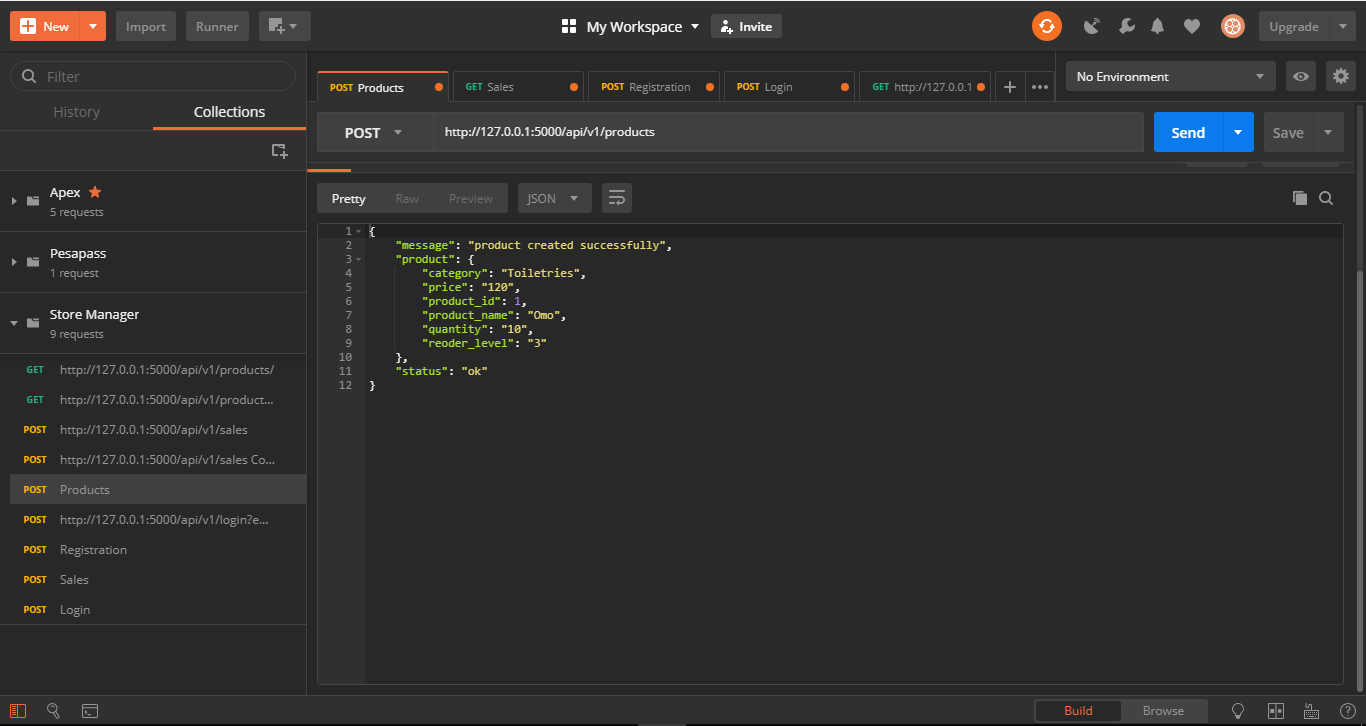 New Import Runner My Workspace Invite Upgrade
Filter
History Collections
Apex
5 requests
Pesapass
1 request
Store Manager
9 requests
GET http://127.0.0.1:5000/api/v1/products/
GET http://127.0.0.1:5000/api/v1/product...
POST http://127.0.0.1:5000/api/v1/sales
POST http://127.0.0.1:5000/api/v1/sales Co...
POST Products
POST http://127.0.0.1:5000/api/v1/login?e...
POST Registration
POST Sales
POST Login
POST Products GET Sales POST Registration POST Login GET http://127.0.0.1 No Environment
POST http://127.0.0.1:5000/api/v1/products Send Save
Pretty Raw Preview JSON
1 {
2 "message": "product created successfully",
3 "product": {
4 "category": "Toiletries",
5 "price": "120",
6 "product_id": 1,
7 "product_name": "Omo",
8 "quantity": "10",
9 "reoder_level": "3"
10 },
11 "status": "ok"
12 }
Build Browse